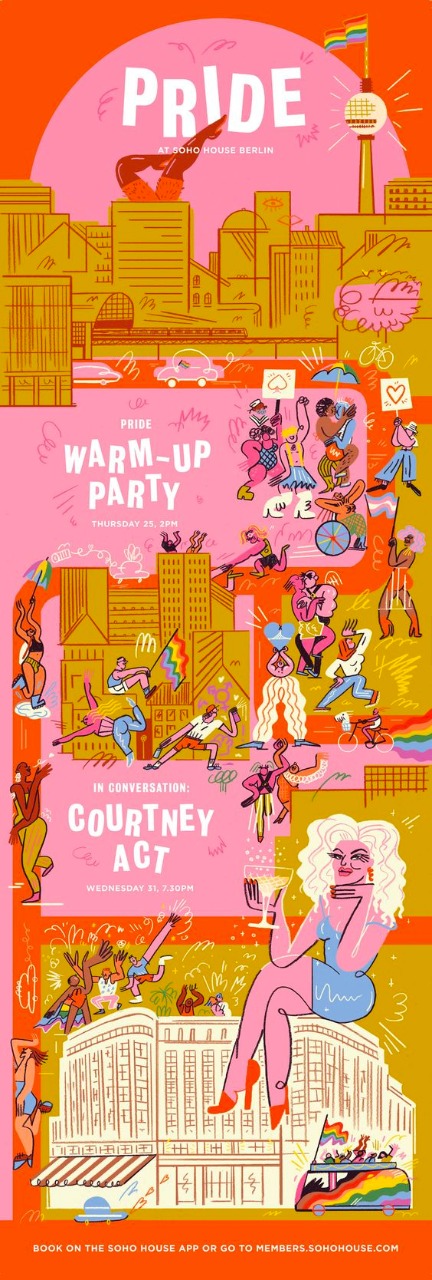 PRIDE
AT SOHO HOUSE BERLIN
PRIDE
WARM-UP
PARTY
THURSDAY 25, 2PM
IN CONVERSATION:
COURTNEY
ACT
WEDNESDAY 31, 7.30PM
BOOK ON THE SOHO HOUSE APP OR GO TO MEMBERS.SOHOHOUSE.COM